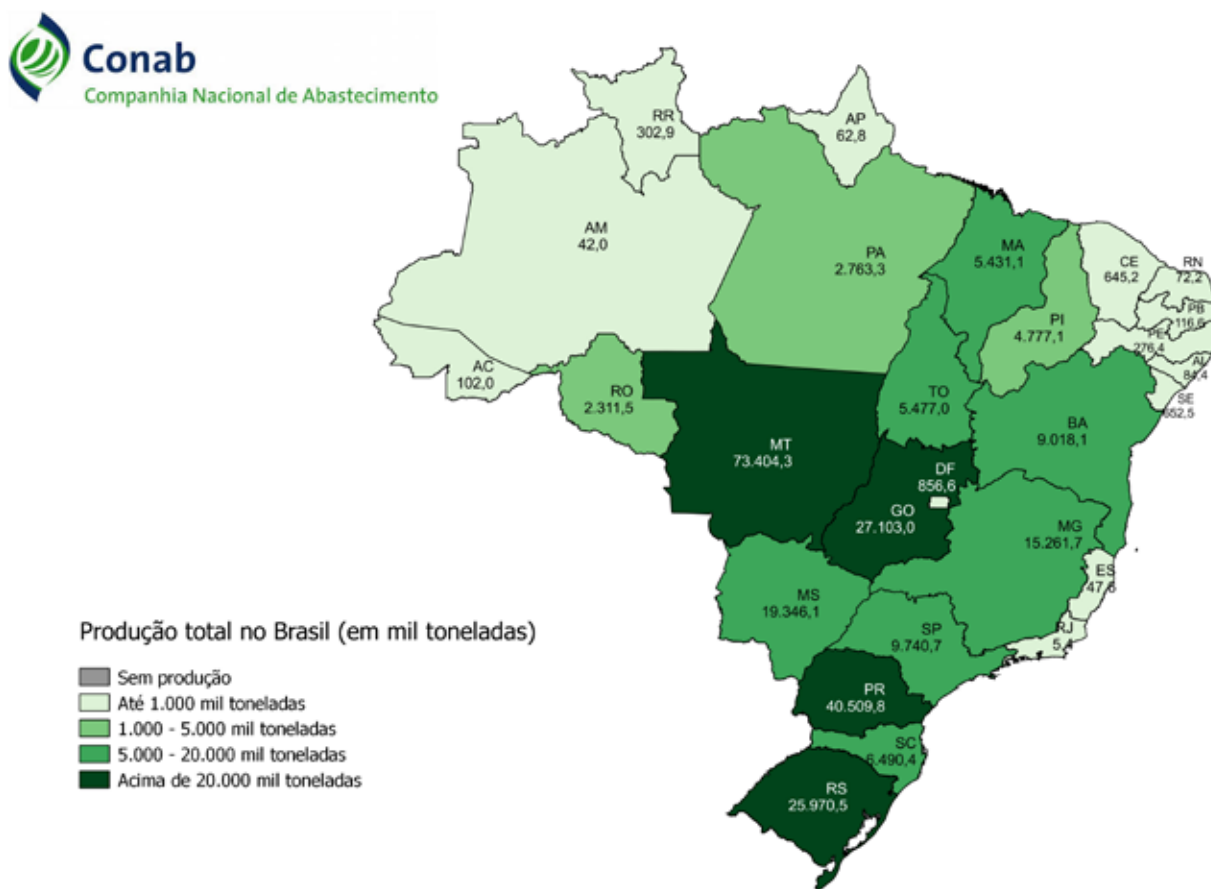 Conab
Companhia Nacional de Abastecimento
RR
302,9
AP
62,8
AM
42,0
PA
2.763,3
MA
5.431,1
CE
645,2
RN
72,2
PB
116,6
PI
4.777,1
PE
276,4
AL
84,4
SE
652,5
AC
102,0
RO
2.311,5
TO
5.477,0
BA
9.018,1
MT
73.404,3
DF
856,6
GO
27.103,0
MG
15.261,7
ES
47,6
MS
19.346,1
RJ
5,4
SP
9.740,7
PR
40.509,8
SC
6.490,4
RS
25.970,5
Produção total no Brasil (em mil toneladas)
Sem produção
Até 1.000 mil toneladas
1.000 - 5.000 mil toneladas
5.000 - 20.000 mil toneladas
Acima de 20.000 mil toneladas